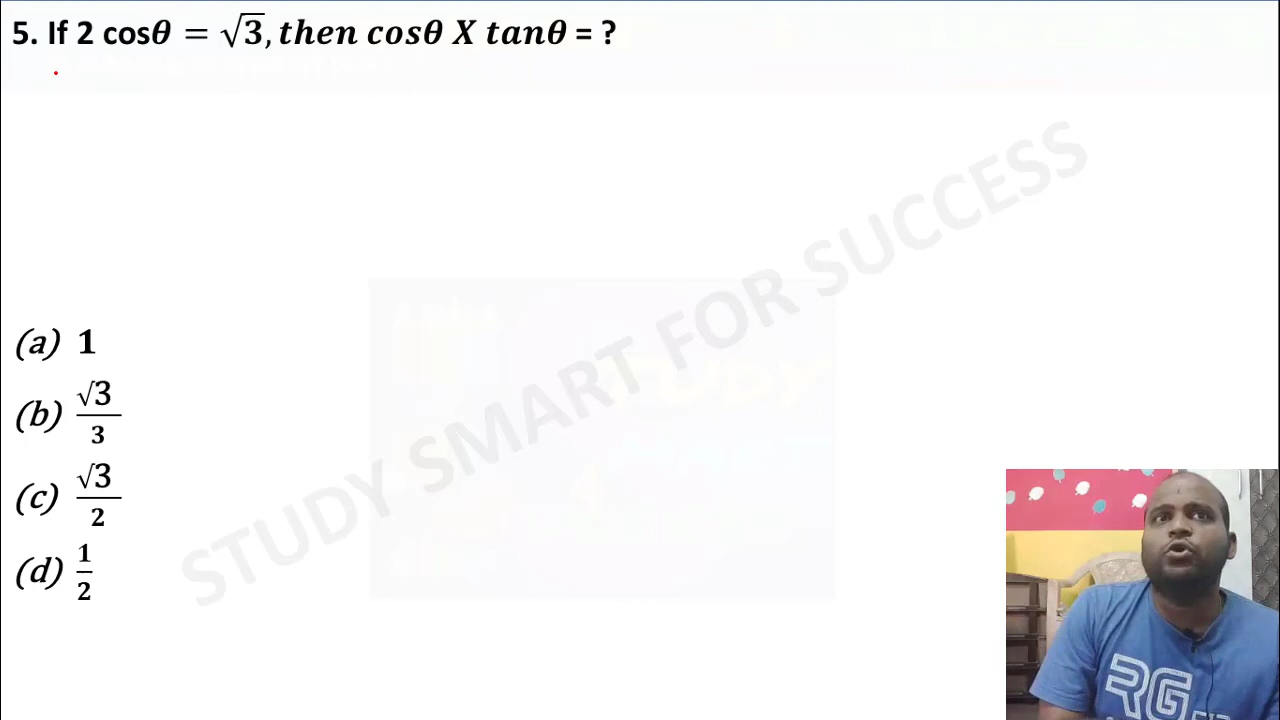 5. If 2 cosθ = √3, then cosθ X tanθ = ?
STUDY SMART FOR SUCCESS
(a) 1
(b) √3/3
(c) √3/2
(d) 1/2
RG